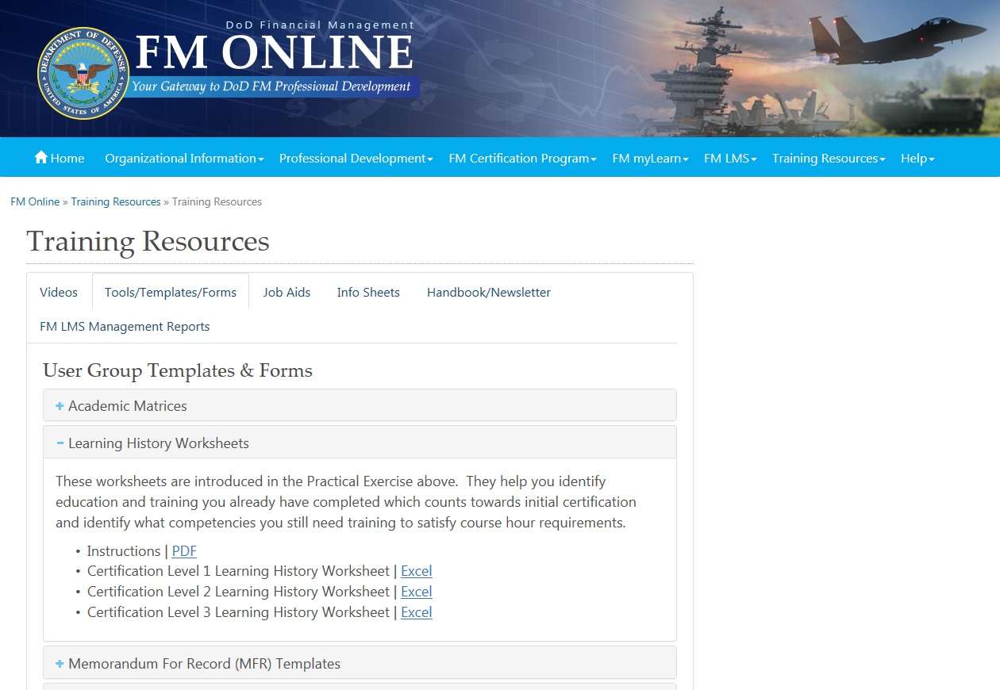 DoD Financial Management
FM ONLINE
Your Gateway to DoD FM Professional Development
DEPARTMENT OF DEFENSE
UNITED STATES OF AMERICA
Home Organizational Information Professional Development FM Certification Program FM myLearn FM LMS Training Resources Help
FM Online » Training Resources » Training Resources
Training Resources
Videos Tools/Templates/Forms Job Aids Info Sheets Handbook/Newsletter
FM LMS Management Reports
User Group Templates & Forms
+ Academic Matrices
− Learning History Worksheets
These worksheets are introduced in the Practical Exercise above. They help you identify
education and training you already have completed which counts towards initial certification
and identify what competencies you still need training to satisfy course hour requirements.
• Instructions | PDF
• Certification Level 1 Learning History Worksheet | Excel
• Certification Level 2 Learning History Worksheet | Excel
• Certification Level 3 Learning History Worksheet | Excel
+ Memorandum For Record (MFR) Templates